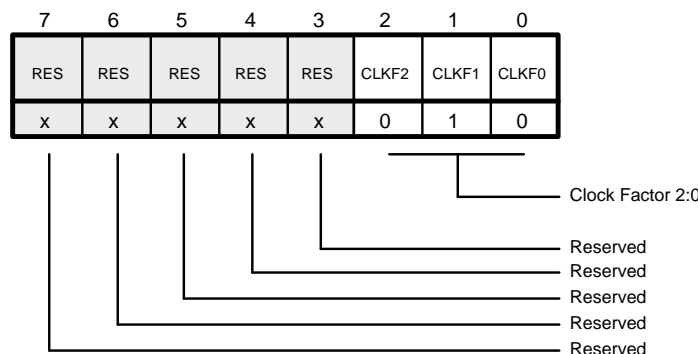 7 6 5 4 3 2 1 0
RES RES RES RES RES CLKF2 CLKF1 CLKF0
x x x x x 0 1 0
Clock Factor 2:0
Reserved
Reserved
Reserved
Reserved
Reserved